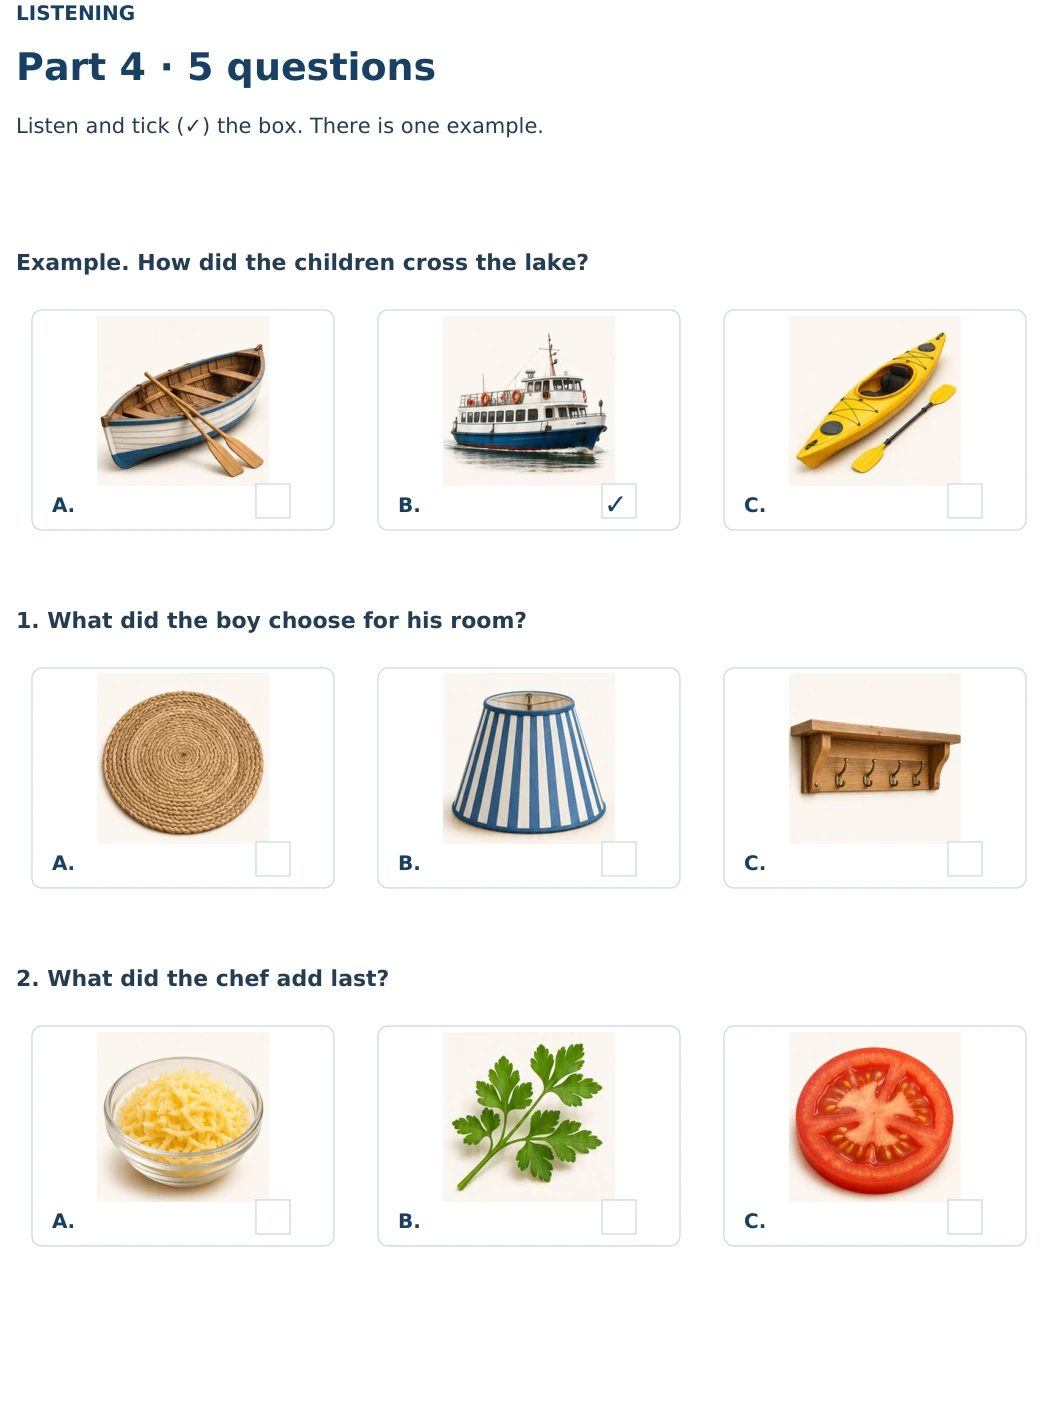 LISTENING
Part 4 · 5 questions
Listen and tick (✓) the box. There is one example.
Example. How did the children cross the lake?
A.
B. ✓
C.
1. What did the boy choose for his room?
A.
B.
C.
2. What did the chef add last?
A.
B.
C.